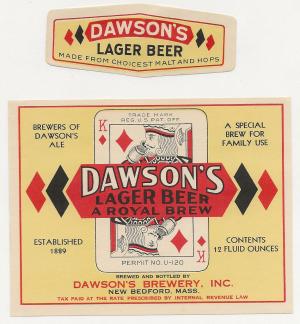 DAWSON'S
LAGER BEER
MADE FROM CHOICEST MALT AND HOPS
TRADE MARK
REG. U.S. PAT. OFF.
K
BREWERS OF
DAWSON'S
ALE
A SPECIAL
BREW FOR
FAMILY USE
DAWSON'S
LAGER BEER
A ROYAL BREW
ESTABLISHED
1889
CONTENTS
12 FLUID OUNCES
K
PERMIT NO. U-120
BREWED AND BOTTLED BY
DAWSON'S BREWERY, INC.
NEW BEDFORD, MASS.
TAX PAID AT THE RATE PRESCRIBED BY INTERNAL REVENUE LAW